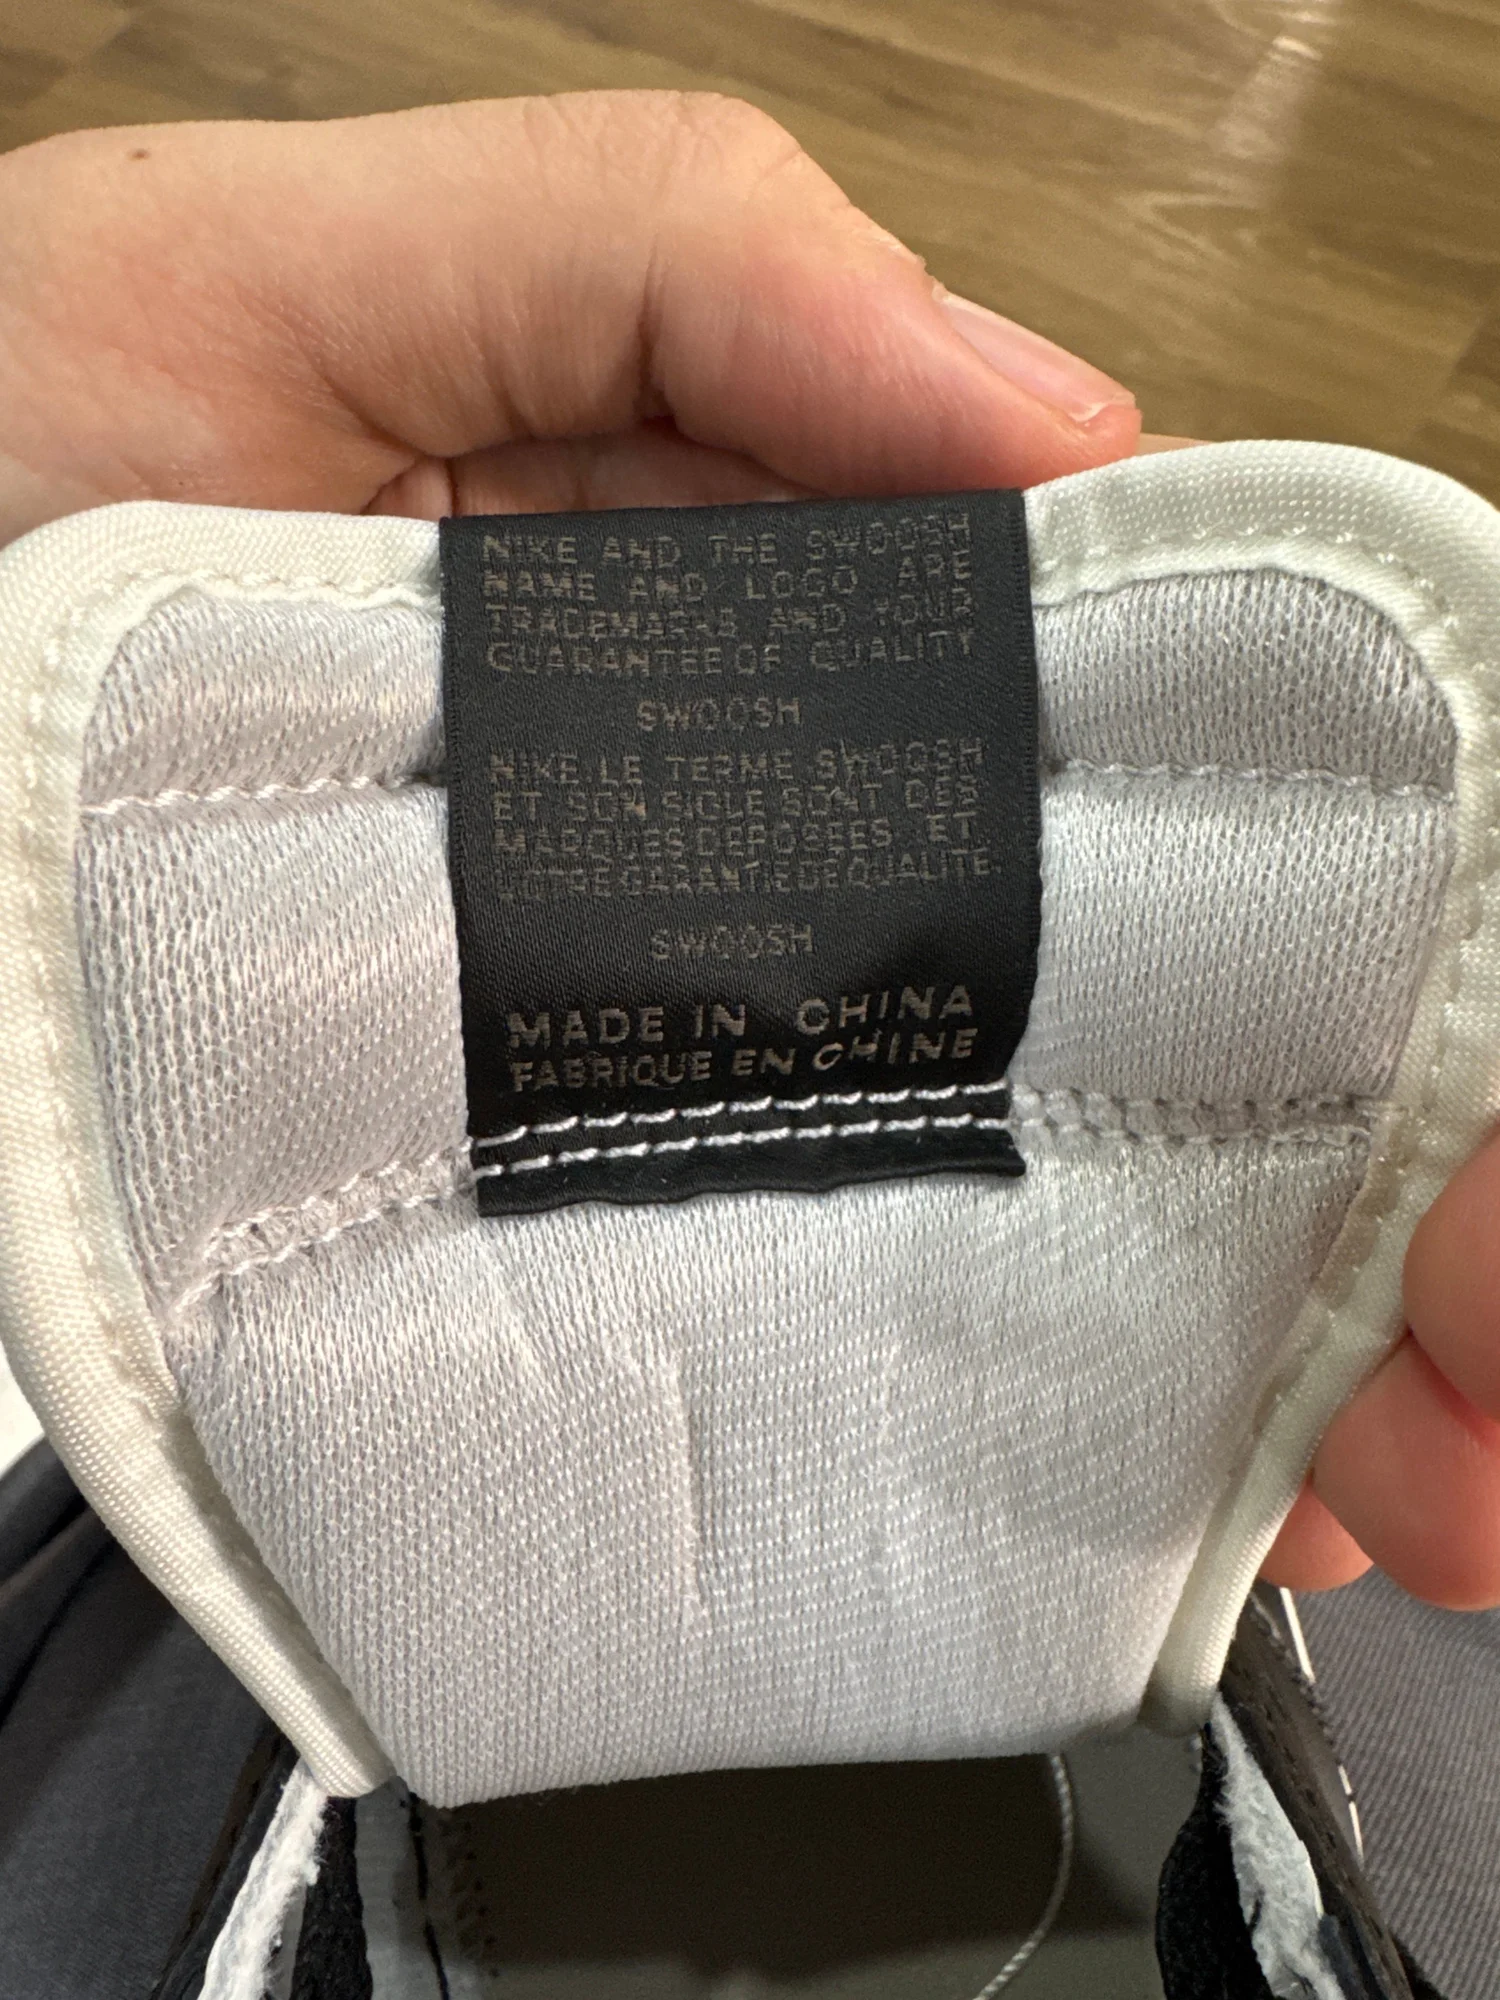 NIKE AND THE SWOOSH
NAME AND LOGO ARE
TRADEMARKS AND YOUR
GUARANTEE OF QUALITY
SWOOSH
NIKE.LE TERME SWOOSH
ET SON SIGLE SONT DES
MARQUES DEPOSEES ET
VOTRE GARANTIE DE QUALITE.
SWOOSH
MADE IN CHINA
FABRIQUE EN CHINE